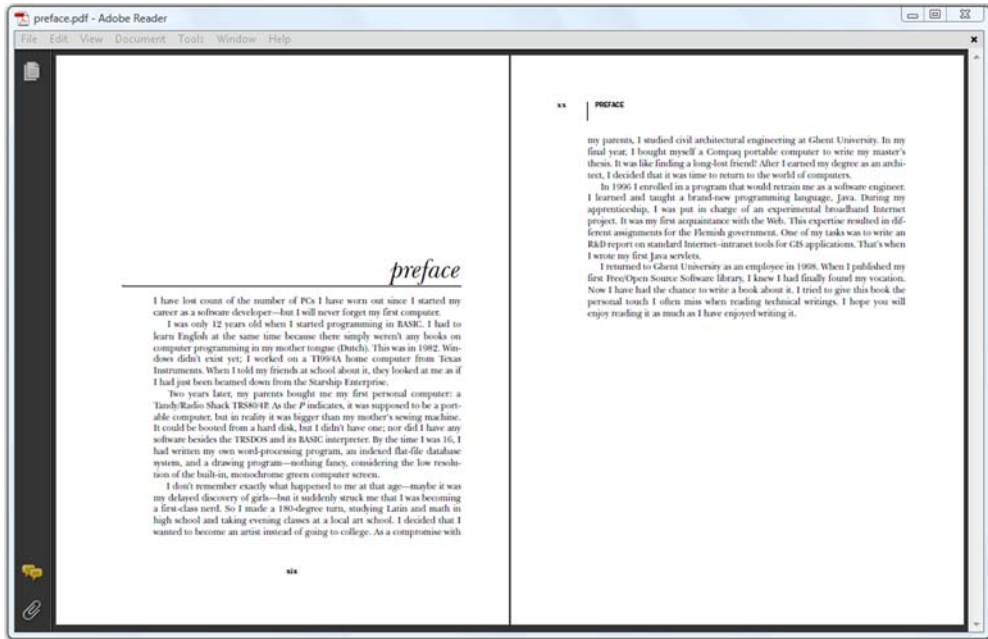 preface.pdf - Adobe Reader
File Edit View Document Tools Window Help
preface
I have lost count of the number of PCs I have worn out since I started my
career as a software developer—but I will never forget my first computer.
I was only 12 years old when I started programming in BASIC. I had to
learn English at the same time because there simply weren't any books on
computer programming in my mother tongue (Dutch). This was in 1982. Win-
dows didn't exist yet; I worked on a TI99/4A home computer from Texas
Instruments. When I told my friends at school about it, they looked at me as if
I had just been beamed down from the Starship Enterprise.
Two years later, my parents bought me my first personal computer: a
Tandy/Radio Shack TRS80/4P. As the P indicates, it was supposed to be a port-
able computer, but in reality it was bigger than my mother's sewing machine.
It could be booted from a hard disk, but I didn't have one; nor did I have any
software besides the TRSDOS and its BASIC interpreter. By the time I was 16, I
had written my own word-processing program, an indexed flat-file database
system, and a drawing program—nothing fancy, considering the low resolu-
tion of the built-in, monochrome green computer screen.
I don't remember exactly what happened to me at that age—maybe it was
my delayed discovery of girls—but it suddenly struck me that I was becoming
a first-class nerd. So I made a 180-degree turn, studying Latin and math in
high school and taking evening classes at a local art school. I decided that I
wanted to become an artist instead of going to college. As a compromise with
xix
xx PREFACE
my parents, I studied civil architectural engineering at Ghent University. In my
final year, I bought myself a Compaq portable computer to write my master's
thesis. It was like finding a long-lost friend! After I earned my degree as an archi-
tect, I decided that it was time to return to the world of computers.
In 1996 I enrolled in a program that would retrain me as a software engineer.
I learned and taught a brand-new programming language, Java. During my
apprenticeship, I was put in charge of an experimental broadband Internet
project. It was my first acquaintance with the Web. This expertise resulted in dif-
ferent assignments for the Flemish government. One of my tasks was to write an
R&D report on standard Internet–intranet tools for GIS applications. That's when
I wrote my first Java servlets.
I returned to Ghent University as an employee in 1998. When I published my
first Free/Open Source Software library, I knew I had finally found my vocation.
Now I have had the chance to write a book about it. I tried to give this book the
personal touch I often miss when reading technical writings. I hope you will
enjoy reading it as much as I have enjoyed writing it.